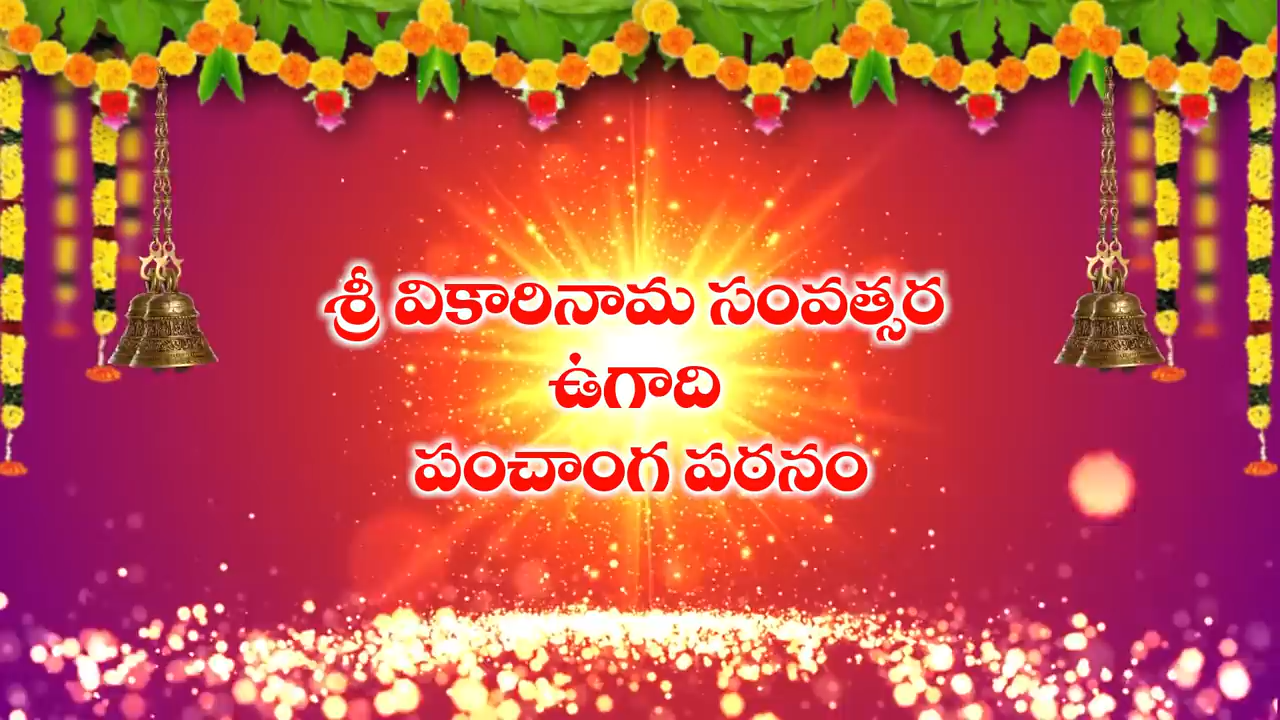 శ్రీ వికారినామ సంవత్సర
ఉగాది
పంచాంగ పఠనం